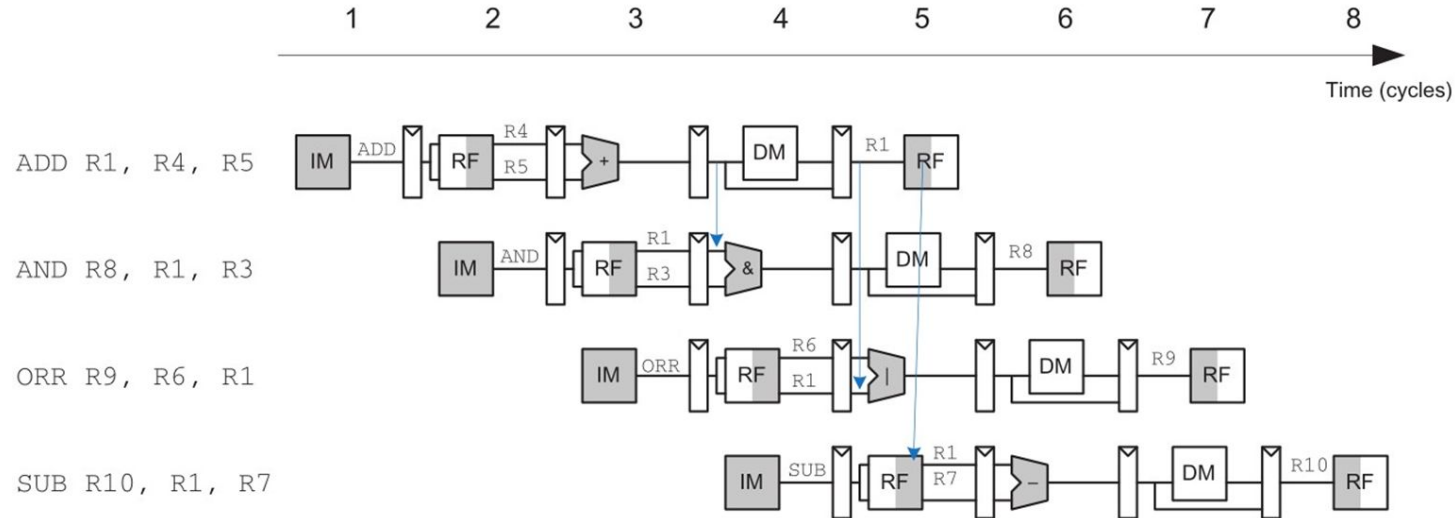 1 2 3 4 5 6 7 8
Time (cycles)
ADD R1, R4, R5 IM ADD RF R4 R5 + DM R1 RF
AND R8, R1, R3 IM AND RF R1 R3 & DM R8 RF
ORR R9, R6, R1 IM ORR RF R6 R1 | DM R9 RF
SUB R10, R1, R7 IM SUB RF R1 R7 − DM R10 RF